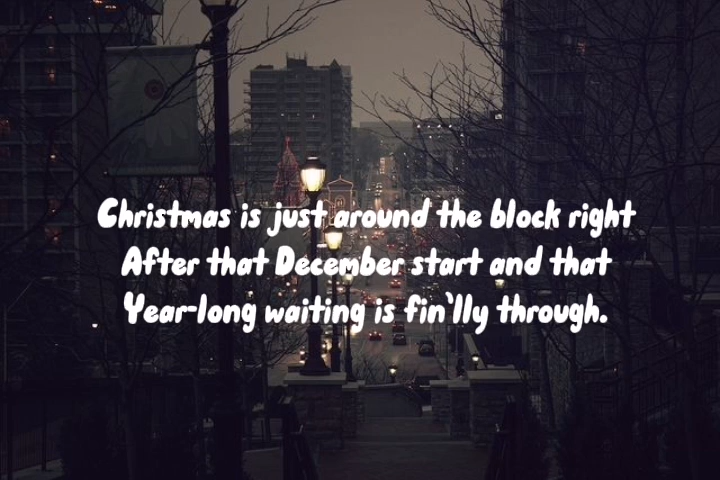 Christmas is just around the block right
After that December start and that
Year-long waiting is fin'lly through.